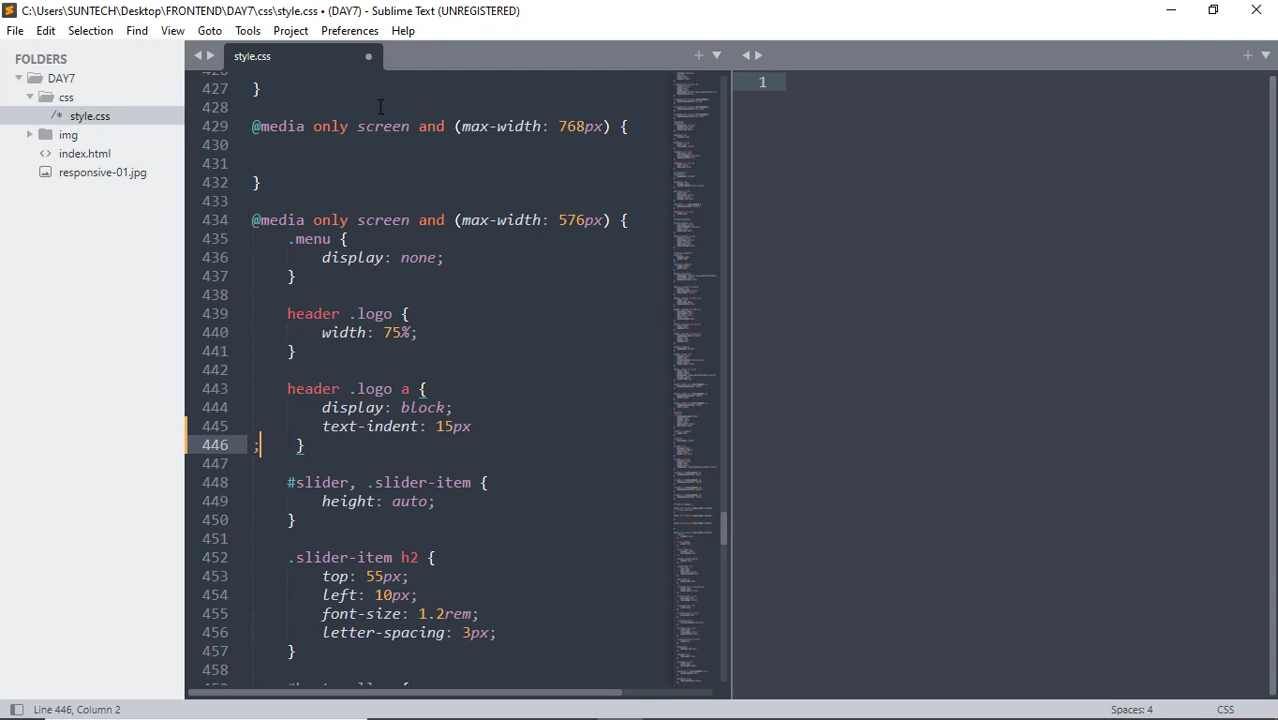 C:\Users\SUNTECH\Desktop\FRONTEND\DAY7\css\style.css • (DAY7) - Sublime Text (UNREGISTERED)
File Edit Selection Find View Goto Tools Project Preferences Help
FOLDERS
DAY7
css
/* style.css
img
<> index.html
responsive-01.jpg
style.css
427 }
428
429 @media only screen and (max-width: 768px) {
430
431
432 }
433
434 @media only screen and (max-width: 576px) {
435 .menu {
436 display: none;
437 }
438
439 header .logo {
440 width: 75%;
441 }
442
443 header .logo a {
444 display: block;
445 text-indent: 15px
446 ; }
447
448 #slider, .slider-item {
449 height: auto;
450 }
451
452 .slider-item h2 {
453 top: 55px;
454 left: 10px;
455 font-size: 1.2rem;
456 letter-spacing: 3px;
457 }
458
1
Line 446, Column 2
Spaces: 4
CSS